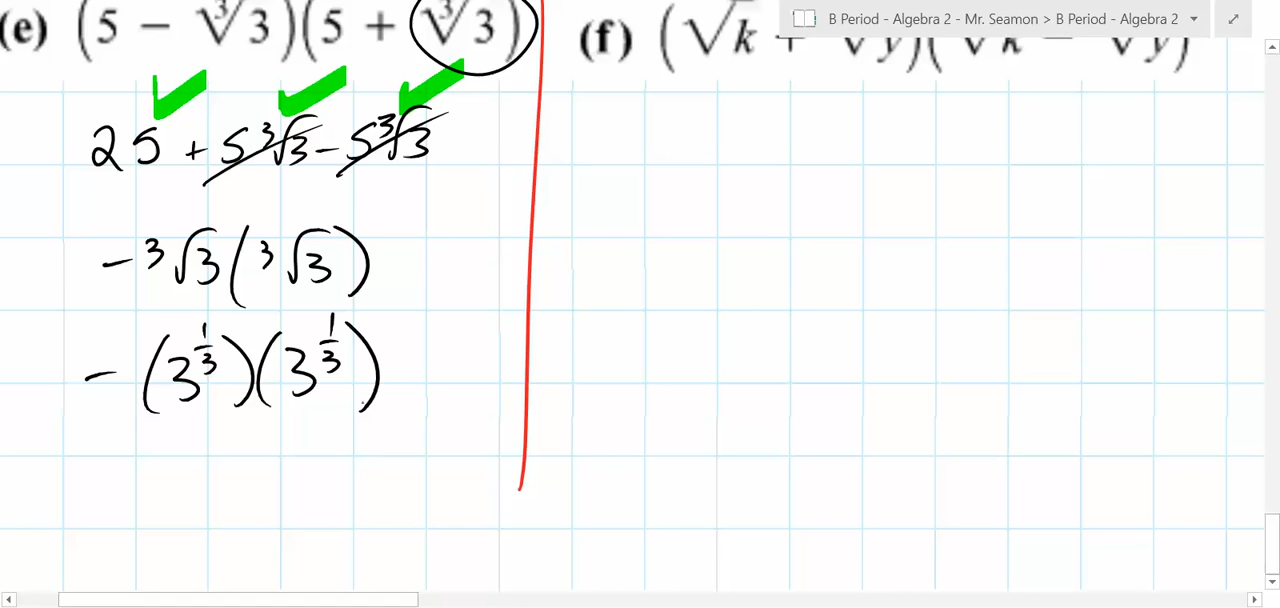 B Period - Algebra 2 - Mr. Seamon > B Period - Algebra 2
(e) (5 − ∛3)(5 + ∛3)
25 + 5∛3 − 5∛3
− ∛3(∛3)
− (3^{1/3})(3^{1/3})
(f) (√k + √y)(√k − √y)